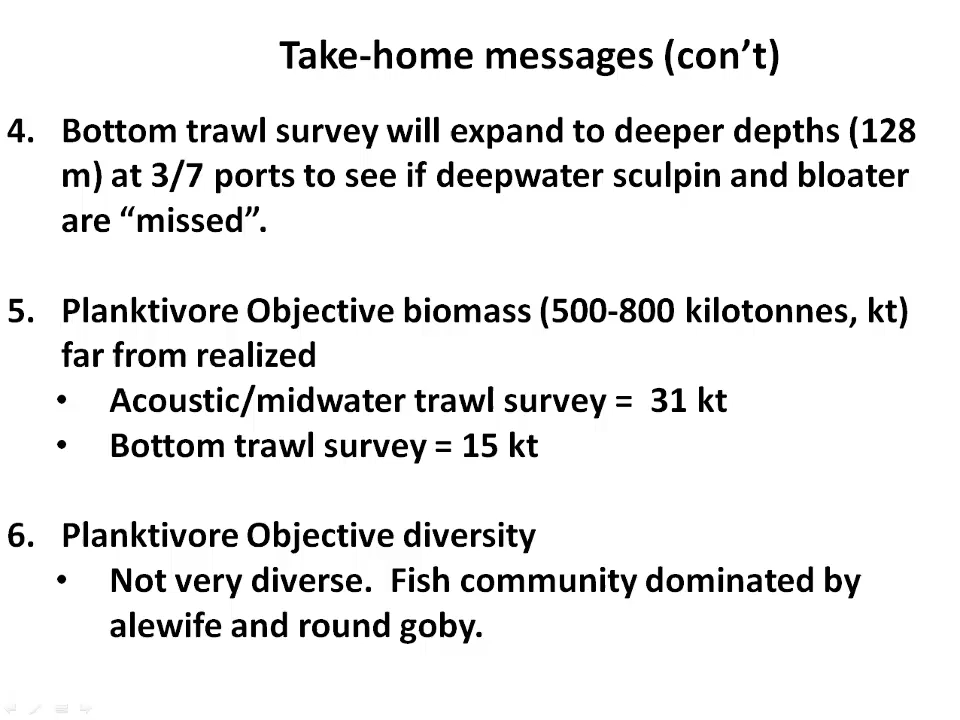 Take-home messages (con’t)
4. Bottom trawl survey will expand to deeper depths (128
m) at 3/7 ports to see if deepwater sculpin and bloater
are “missed”.
5. Planktivore Objective biomass (500-800 kilotonnes, kt)
far from realized
• Acoustic/midwater trawl survey = 31 kt
• Bottom trawl survey = 15 kt
6. Planktivore Objective diversity
• Not very diverse. Fish community dominated by
alewife and round goby.